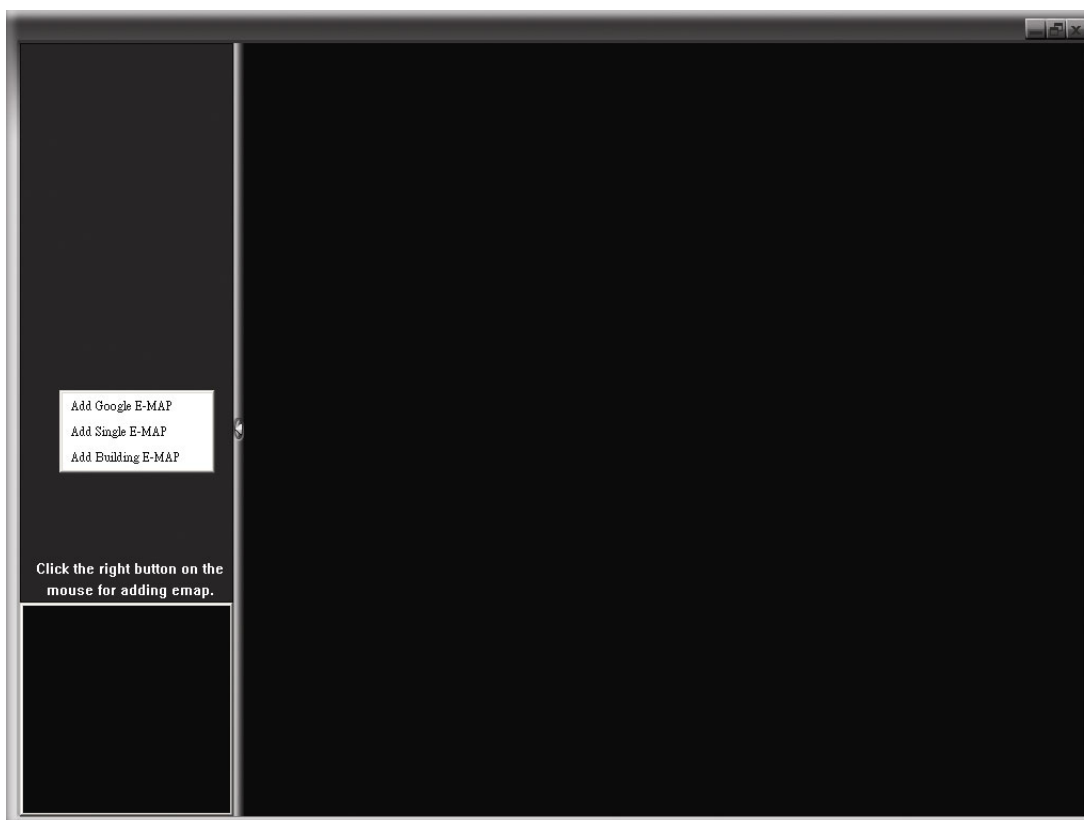 Add Google E-MAP
Add Single E-MAP
Add Building E-MAP
Click the right button on the
mouse for adding emap.